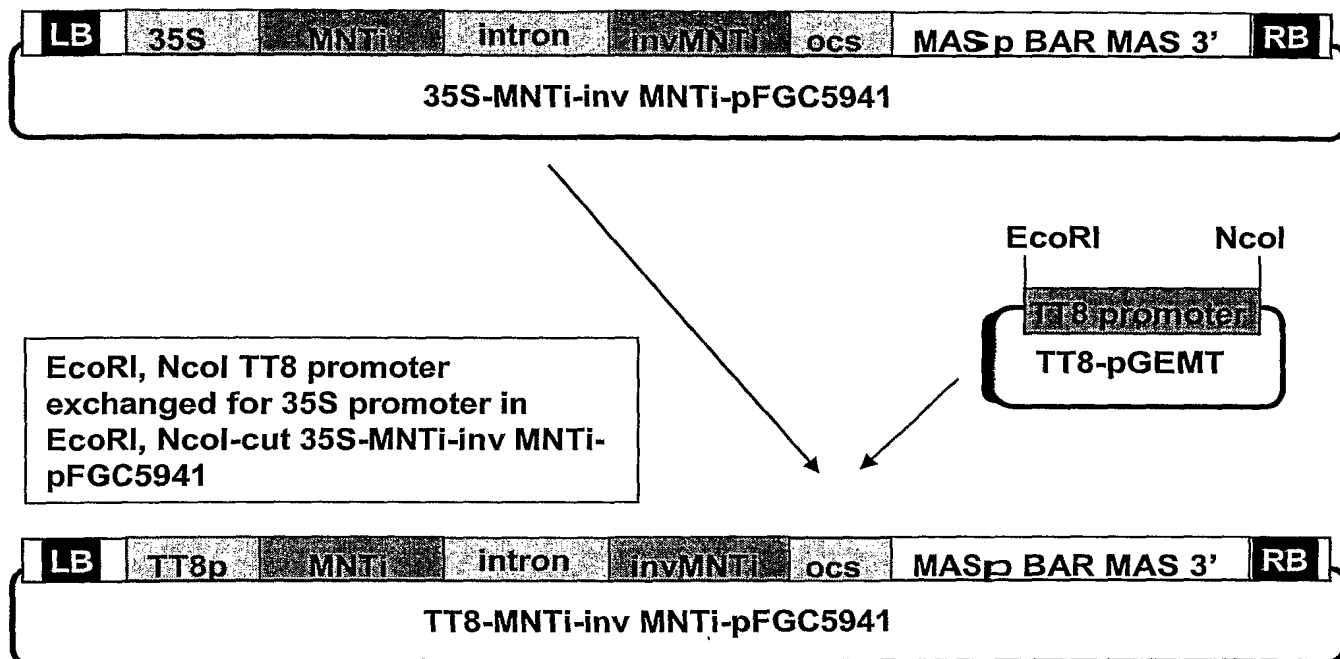 LB 35S MNTi intron invMNTi ocs MASp BAR MAS 3' RB
35S-MNTi-inv MNTi-pFGC5941
EcoRI NcoI
TT8 promoter
TT8-pGEMT
EcoRI, NcoI TT8 promoter
exchanged for 35S promoter in
EcoRI, NcoI-cut 35S-MNTi-inv MNTi-
pFGC5941
LB TT8p MNTi intron invMNTi ocs MASp BAR MAS 3' RB
TT8-MNTi-inv MNTi-pFGC5941